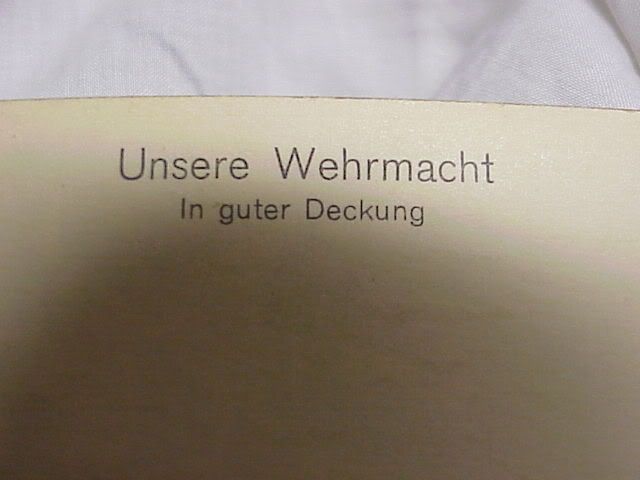 Unsere Wehrmacht
In guter Deckung